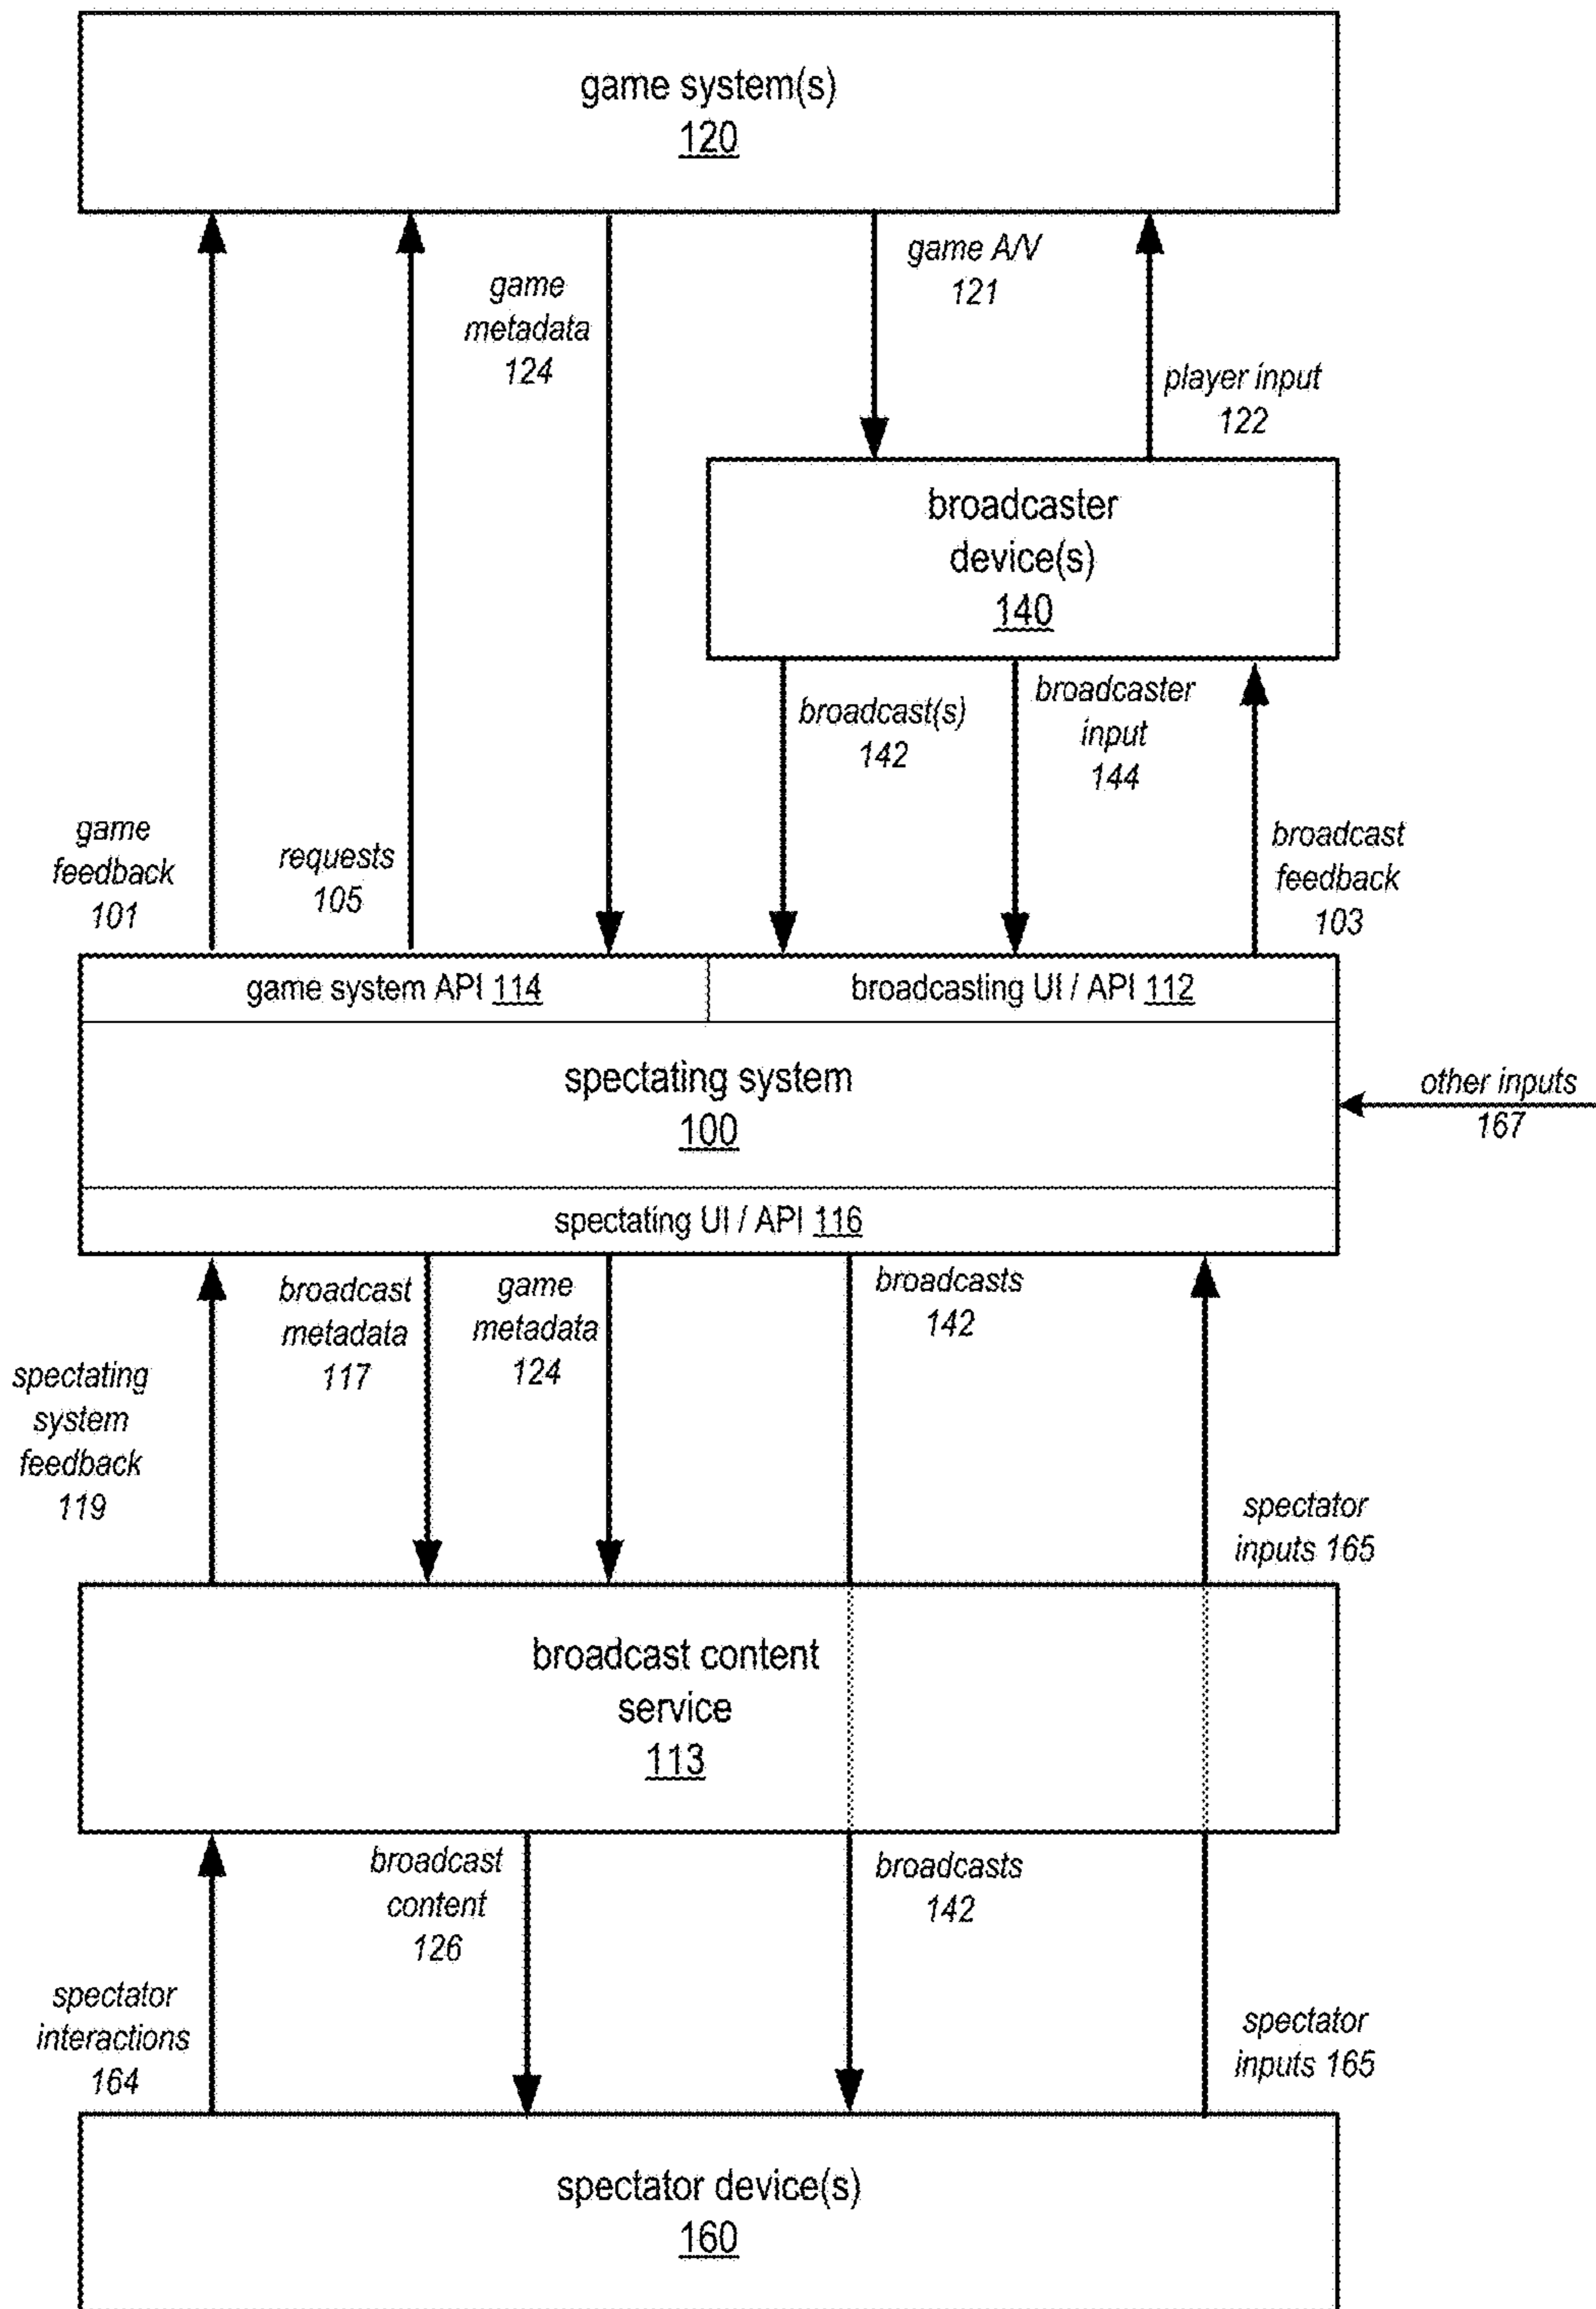 game system(s)
120
game A/V
121
game
metadata
124
player input
122
broadcaster
device(s)
140
broadcast(s)
142
broadcaster
input
144
game
feedback
101
requests
105
broadcast
feedback
103
game system API 114
broadcasting UI / API 112
spectating system
100
other inputs
167
spectating UI / API 116
broadcast
metadata
117
game
metadata
124
broadcasts
142
spectating
system
feedback
119
spectator
inputs 165
broadcast content
service
113
broadcast
content
126
broadcasts
142
spectator
interactions
164
spectator
inputs 165
spectator device(s)
160